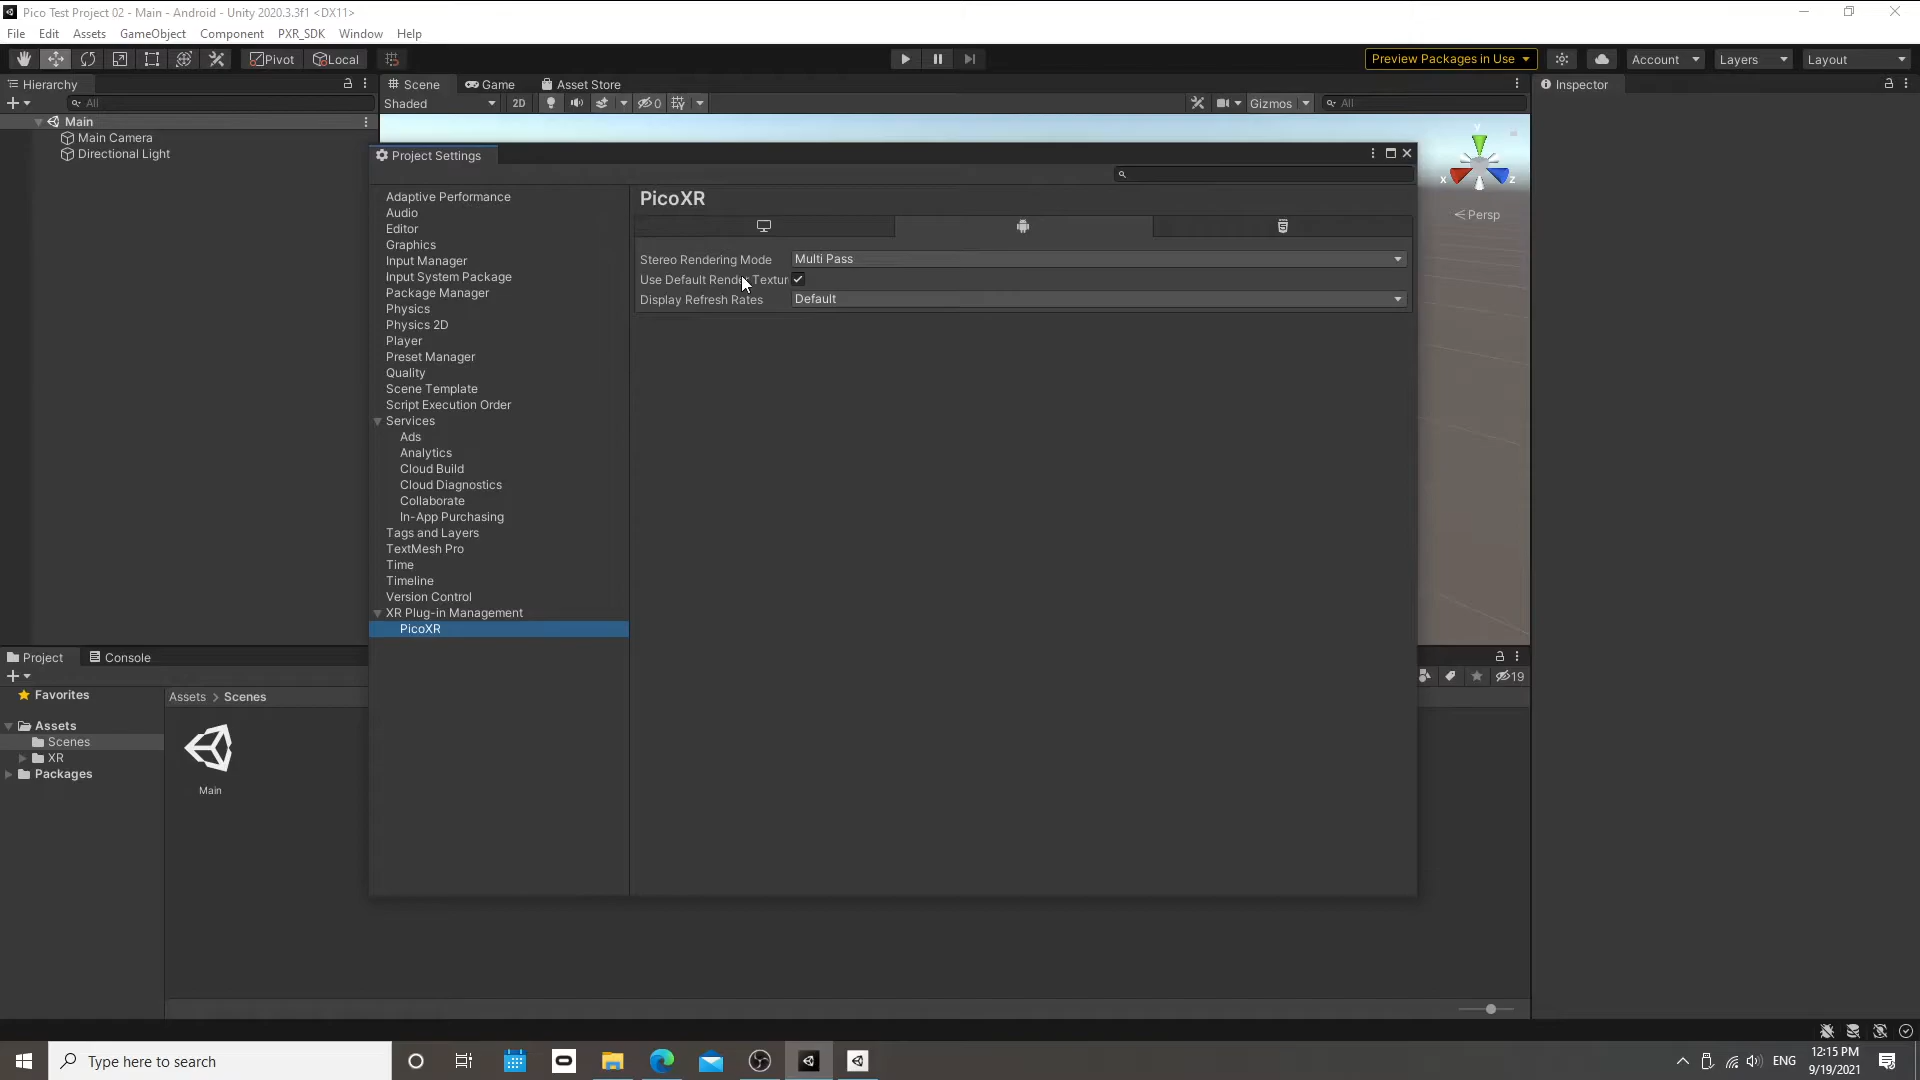 Pico Test Project 02 - Main - Android - Unity 2020.3.3f1 <DX11>
File Edit Assets GameObject Component PXR_SDK Window Help
Pivot Local Preview Packages in Use Account Layers Layout
Hierarchy
All
Main
Main Camera
Directional Light
Scene Game Asset Store
Shaded 2D 0 Gizmos All
Y
X Z
Persp
Inspector
Project Settings
Adaptive Performance
Audio
Editor
Graphics
Input Manager
Input System Package
Package Manager
Physics
Physics 2D
Player
Preset Manager
Quality
Scene Template
Script Execution Order
Services
Ads
Analytics
Cloud Build
Cloud Diagnostics
Collaborate
In-App Purchasing
Tags and Layers
TextMesh Pro
Time
Timeline
Version Control
XR Plug-in Management
PicoXR
PicoXR
Stereo Rendering Mode Multi Pass
Use Default Render Textur
Display Refresh Rates Default
Project Console
19
Favorites
Assets
Scenes
XR
Packages
Assets > Scenes
Main
Type here to search
ENG
12:15 PM
9/19/2021